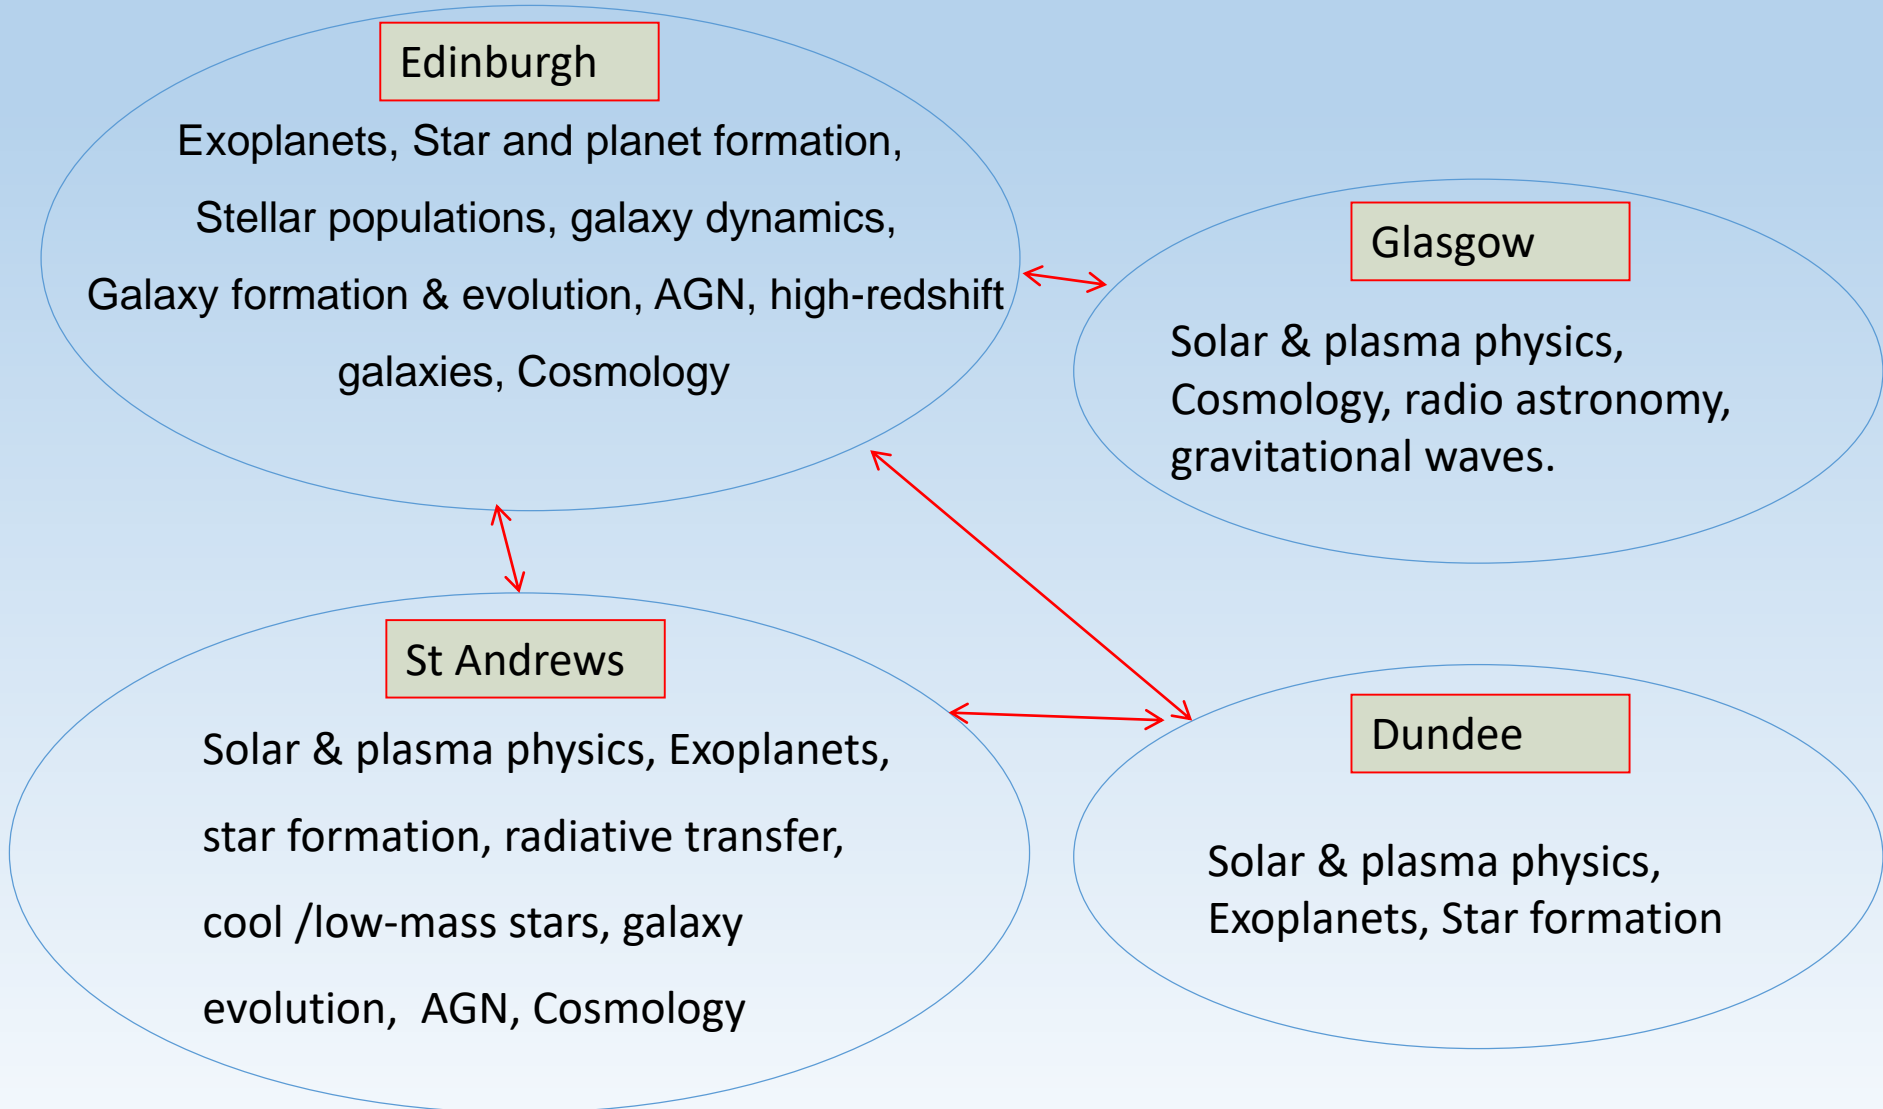 Edinburgh
Exoplanets, Star and planet formation,
Stellar populations, galaxy dynamics,
Galaxy formation & evolution, AGN, high-redshift
galaxies, Cosmology
Glasgow
Solar & plasma physics,
Cosmology, radio astronomy,
gravitational waves.
St Andrews
Solar & plasma physics, Exoplanets,
star formation, radiative transfer,
cool /low-mass stars, galaxy
evolution,  AGN, Cosmology
Dundee
Solar & plasma physics,
Exoplanets, Star formation